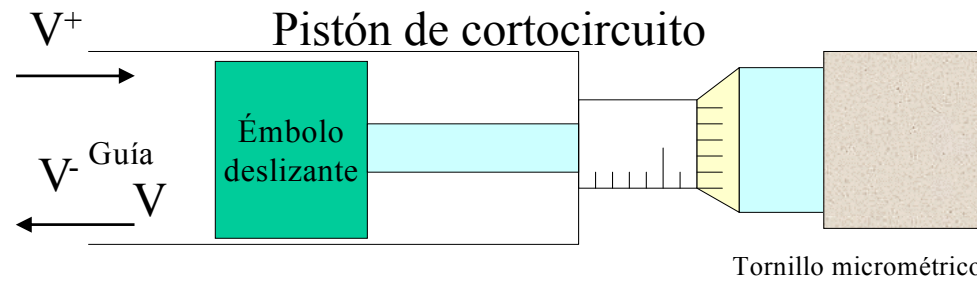 Pistón de cortocircuito
V+
Émbolo
deslizante
Guía
V-
V
Tornillo micrométrico